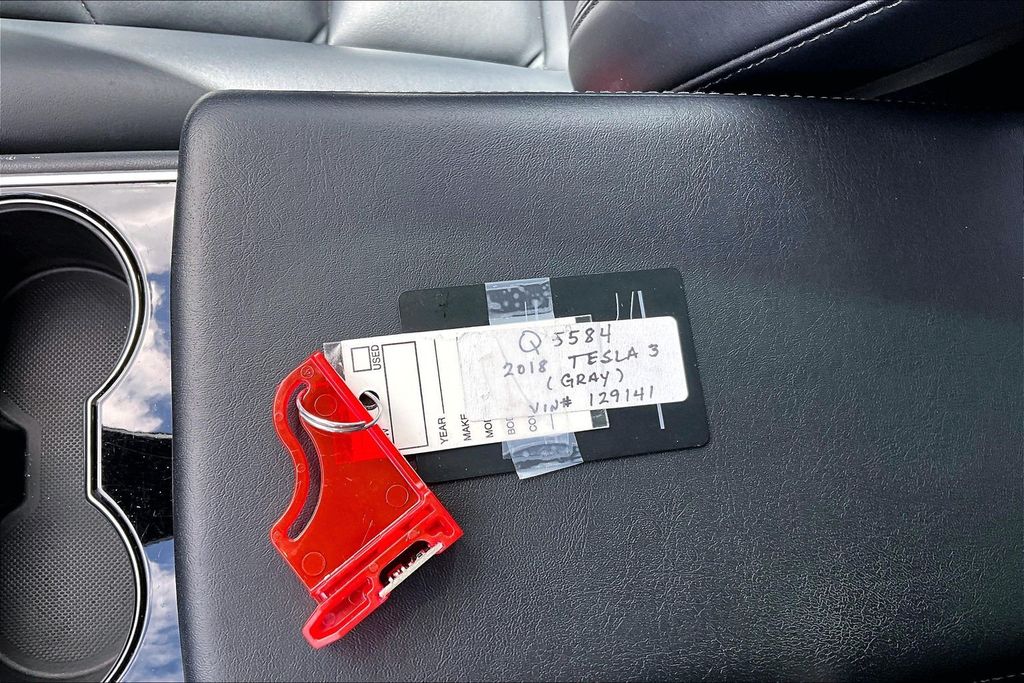 Q 5584
2018 TESLA 3
(GRAY)
VIN# 129141
USED
YEAR
MAKE